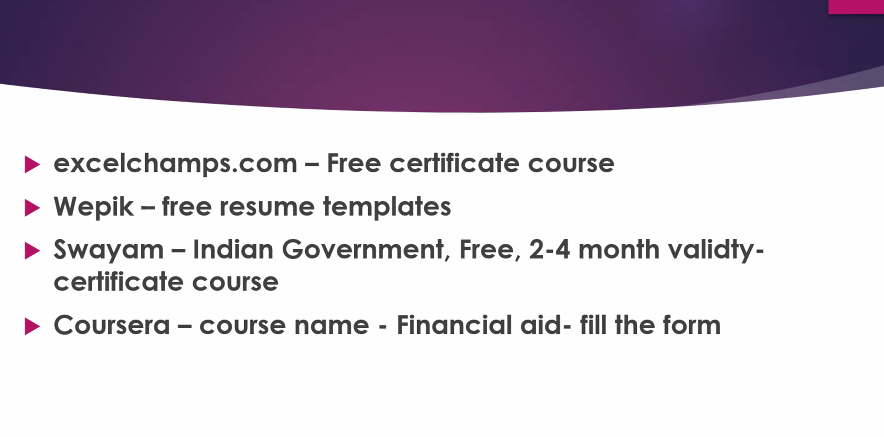 excelchamps.com – Free certificate course
Wepik – free resume templates
Swayam – Indian Government, Free, 2-4 month validty-
certificate course
Coursera – course name - Financial aid- fill the form